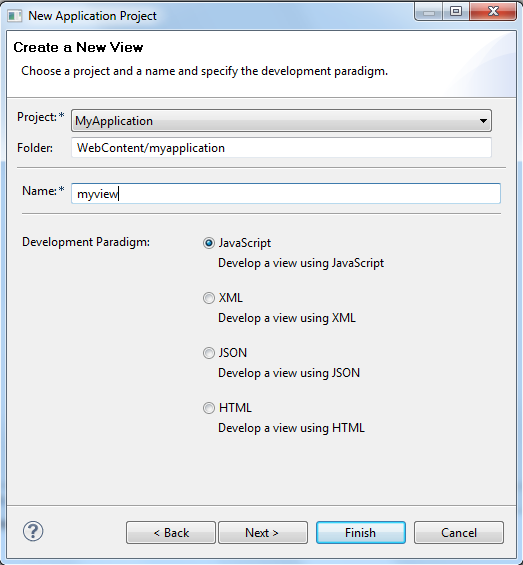 New Application Project
Create a New View
Choose a project and a name and specify the development paradigm.
Project:* MyApplication
Folder: WebContent/myapplication
Name:* myview
Development Paradigm: JavaScript
Develop a view using JavaScript
XML
Develop a view using XML
JSON
Develop a view using JSON
HTML
Develop a view using HTML
? < Back Next > Finish Cancel